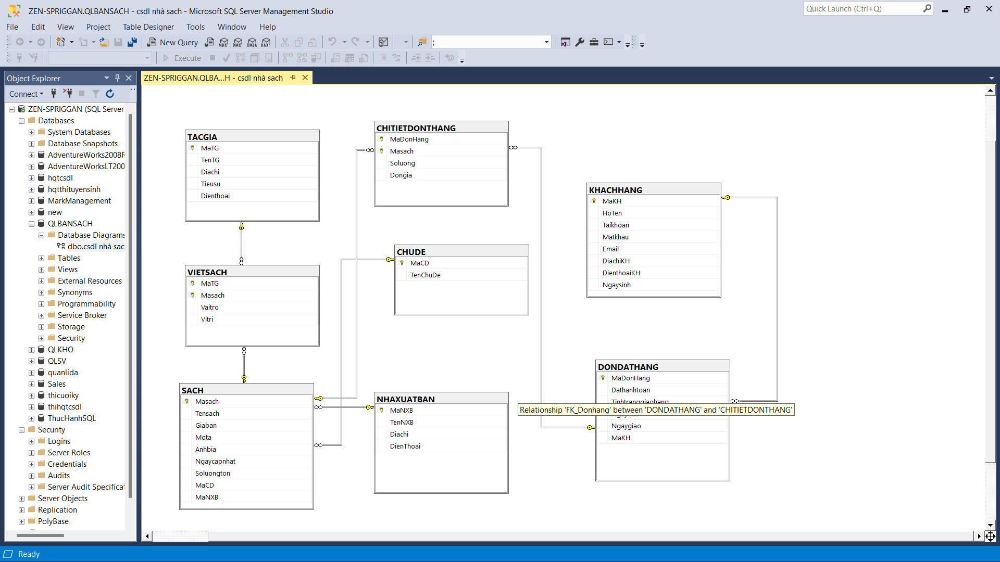 ZEN-SPRIGGAN.QLBANSACH - csdl nhà sach - Microsoft SQL Server Management Studio
Quick Launch (Ctrl+Q)
File Edit View Project Table Designer Tools Window Help
New Query MDX DMX XMLA DAX ;
Execute
Object Explorer
Connect
ZEN-SPRIGGAN (SQL Server
Databases
System Databases
Database Snapshots
AdventureWorks2008R
AdventureWorksLT200
hqtcsdl
hqtthituyensinh
MarkManagement
new
QLBANSACH
Database Diagrams
dbo.csdl nhà sac
Tables
Views
External Resources
Synonyms
Programmability
Service Broker
Storage
Security
QLKHO
QLSV
quanlida
Sales
thicuoiky
thihqtcsdl
ThucHanhSQL
Security
Logins
Server Roles
Credentials
Audits
Server Audit Specificat
Server Objects
Replication
PolyBase
ZEN-SPRIGGAN.QLBA...H - csdl nhà sach
TACGIA
MaTG
TenTG
Diachi
Tieusu
Dienthoai
VIETSACH
MaTG
Masach
Vaitro
Vitri
SACH
Masach
Tensach
Giaban
Mota
Anhbia
Ngaycapnhat
Soluongton
MaCD
MaNXB
CHITIETDONTHANG
MaDonHang
Masach
Soluong
Dongia
CHUDE
MaCD
TenChuDe
NHAXUATBAN
MaNXB
TenNXB
Diachi
DienThoai
KHACHHANG
MaKH
HoTen
Taikhoan
Matkhau
Email
DiachiKH
DienthoaiKH
Ngaysinh
DONDATHANG
MaDonHang
Dathanhtoan
Tinhtranggiaohang
Relationship 'FK_Donhang' between 'DONDATHANG' and 'CHITIETDONTHANG'
Ngaygiao
MaKH
Ready